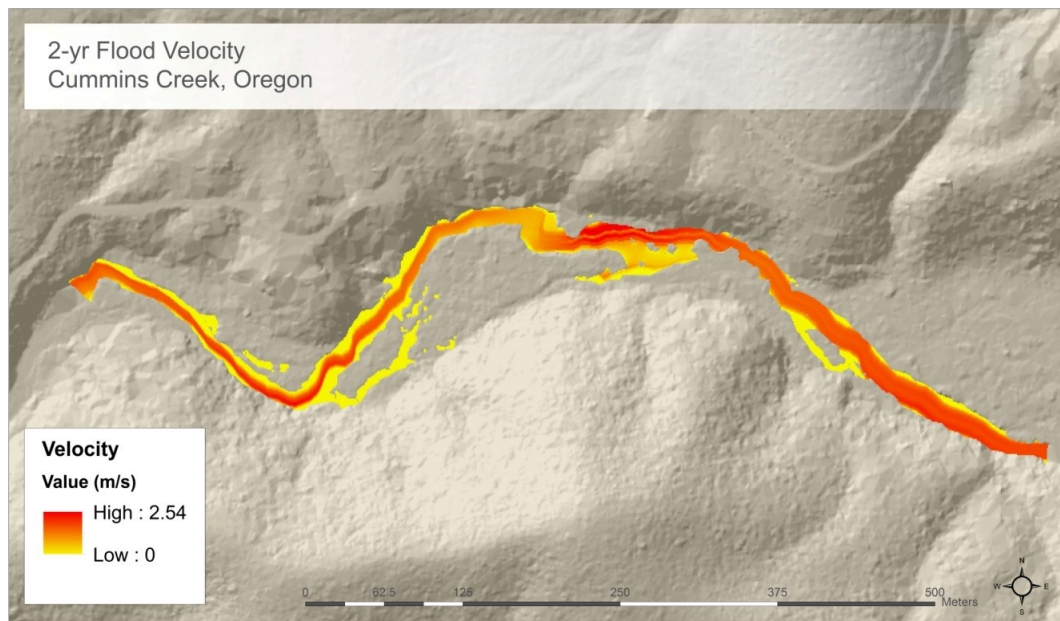 2-yr Flood Velocity
Cummins Creek, Oregon
Velocity
Value (m/s)
High : 2.54
Low : 0
0 62.5 125 250 375 500
Meters
N
W E
S